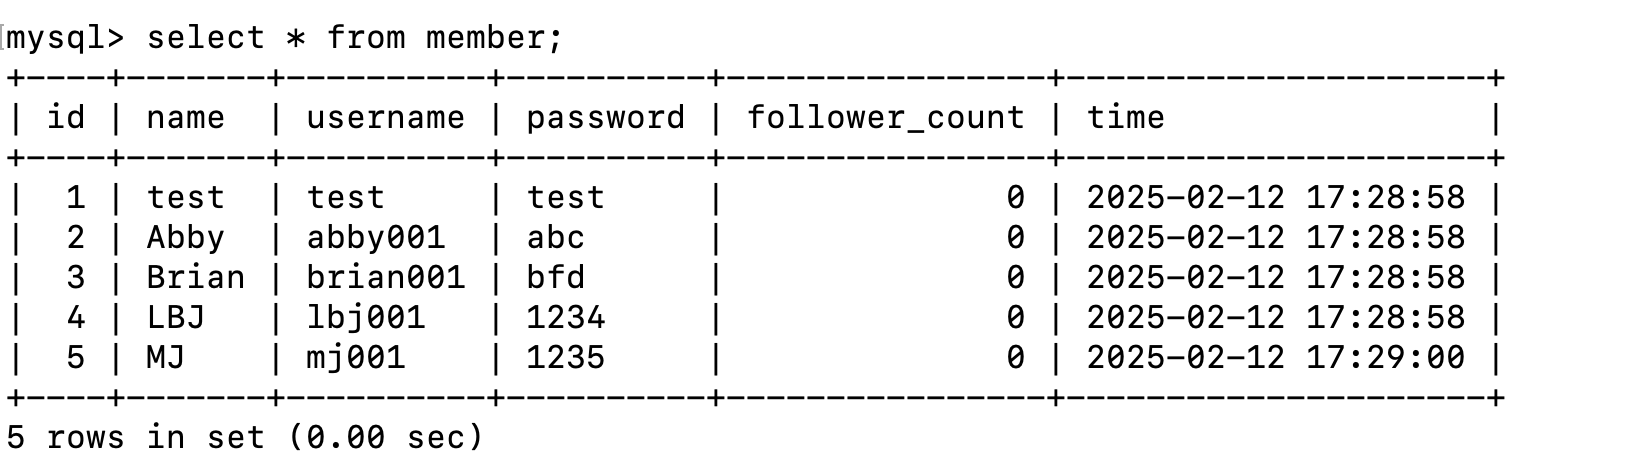 mysql> select * from member;
+----+-------+----------+----------+----------------+---------------------+
| id | name  | username | password | follower_count | time                |
+----+-------+----------+----------+----------------+---------------------+
|  1 | test  | test     | test     |              0 | 2025-02-12 17:28:58 |
|  2 | Abby  | abby001  | abc      |              0 | 2025-02-12 17:28:58 |
|  3 | Brian | brian001 | bfd      |              0 | 2025-02-12 17:28:58 |
|  4 | LBJ   | lbj001   | 1234     |              0 | 2025-02-12 17:28:58 |
|  5 | MJ    | mj001    | 1235     |              0 | 2025-02-12 17:29:00 |
+----+-------+----------+----------+----------------+---------------------+
5 rows in set (0.00 sec)